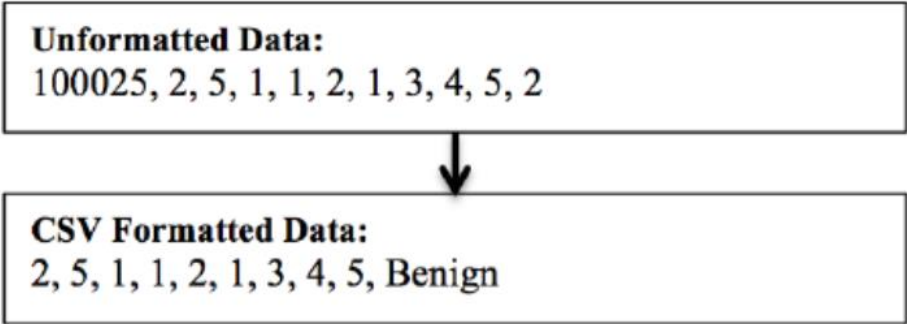 Unformatted Data:
100025, 2, 5, 1, 1, 2, 1, 3, 4, 5, 2
CSV Formatted Data:
2, 5, 1, 1, 2, 1, 3, 4, 5, Benign